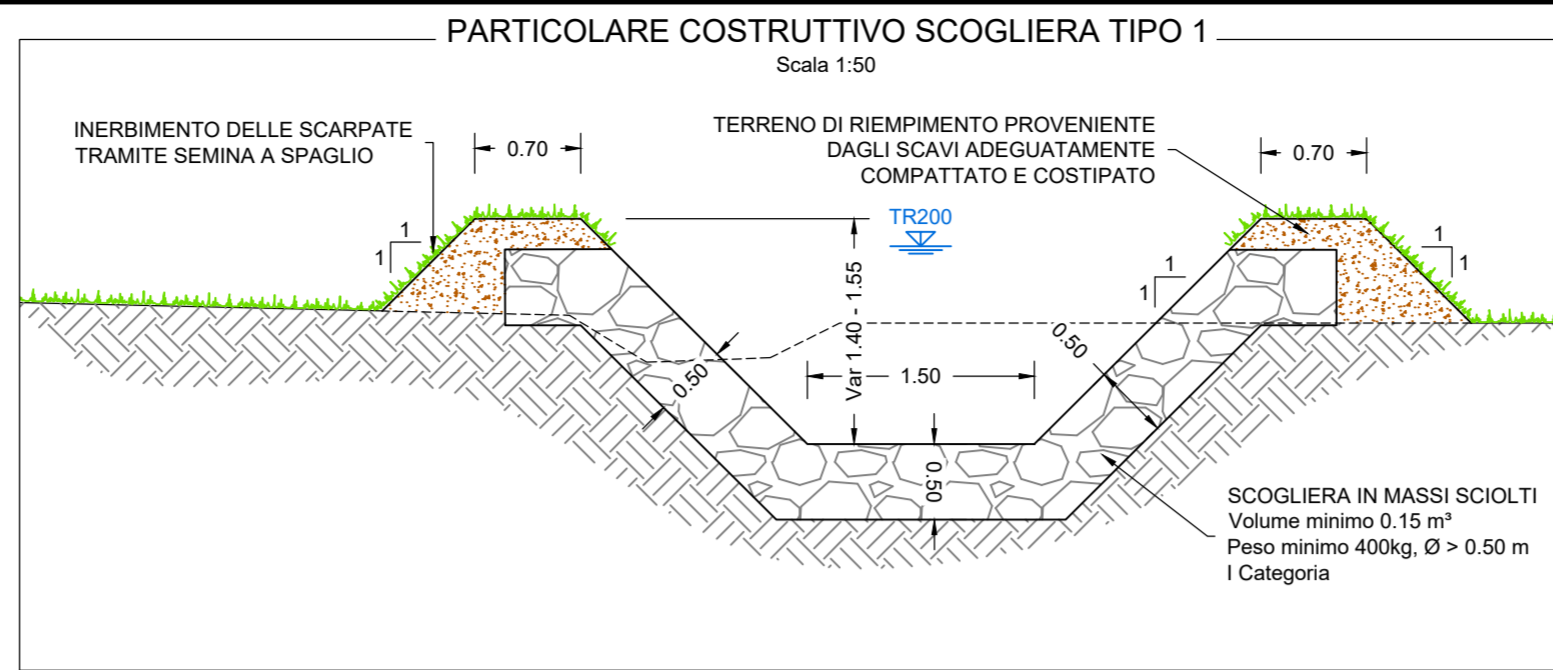 PARTICOLARE COSTRUTTIVO SCOGLIERA TIPO 1
Scala 1:50
INERBIMENTO DELLE SCARPATE
TRAMITE SEMINA A SPAGLIO
0.70
TERRENO DI RIEMPIMENTO PROVENIENTE
DAGLI SCAVI ADEGUATAMENTE
COMPATTATO E COSTIPATO
0.70
TR200
1
1
1
1
1
1
Var 1.40 - 1.55
0.50
1.50
0.50
0.50
SCOGLIERA IN MASSI SCIOLTI
Volume minimo 0.15 m³
Peso minimo 400kg, Ø > 0.50 m
I Categoria